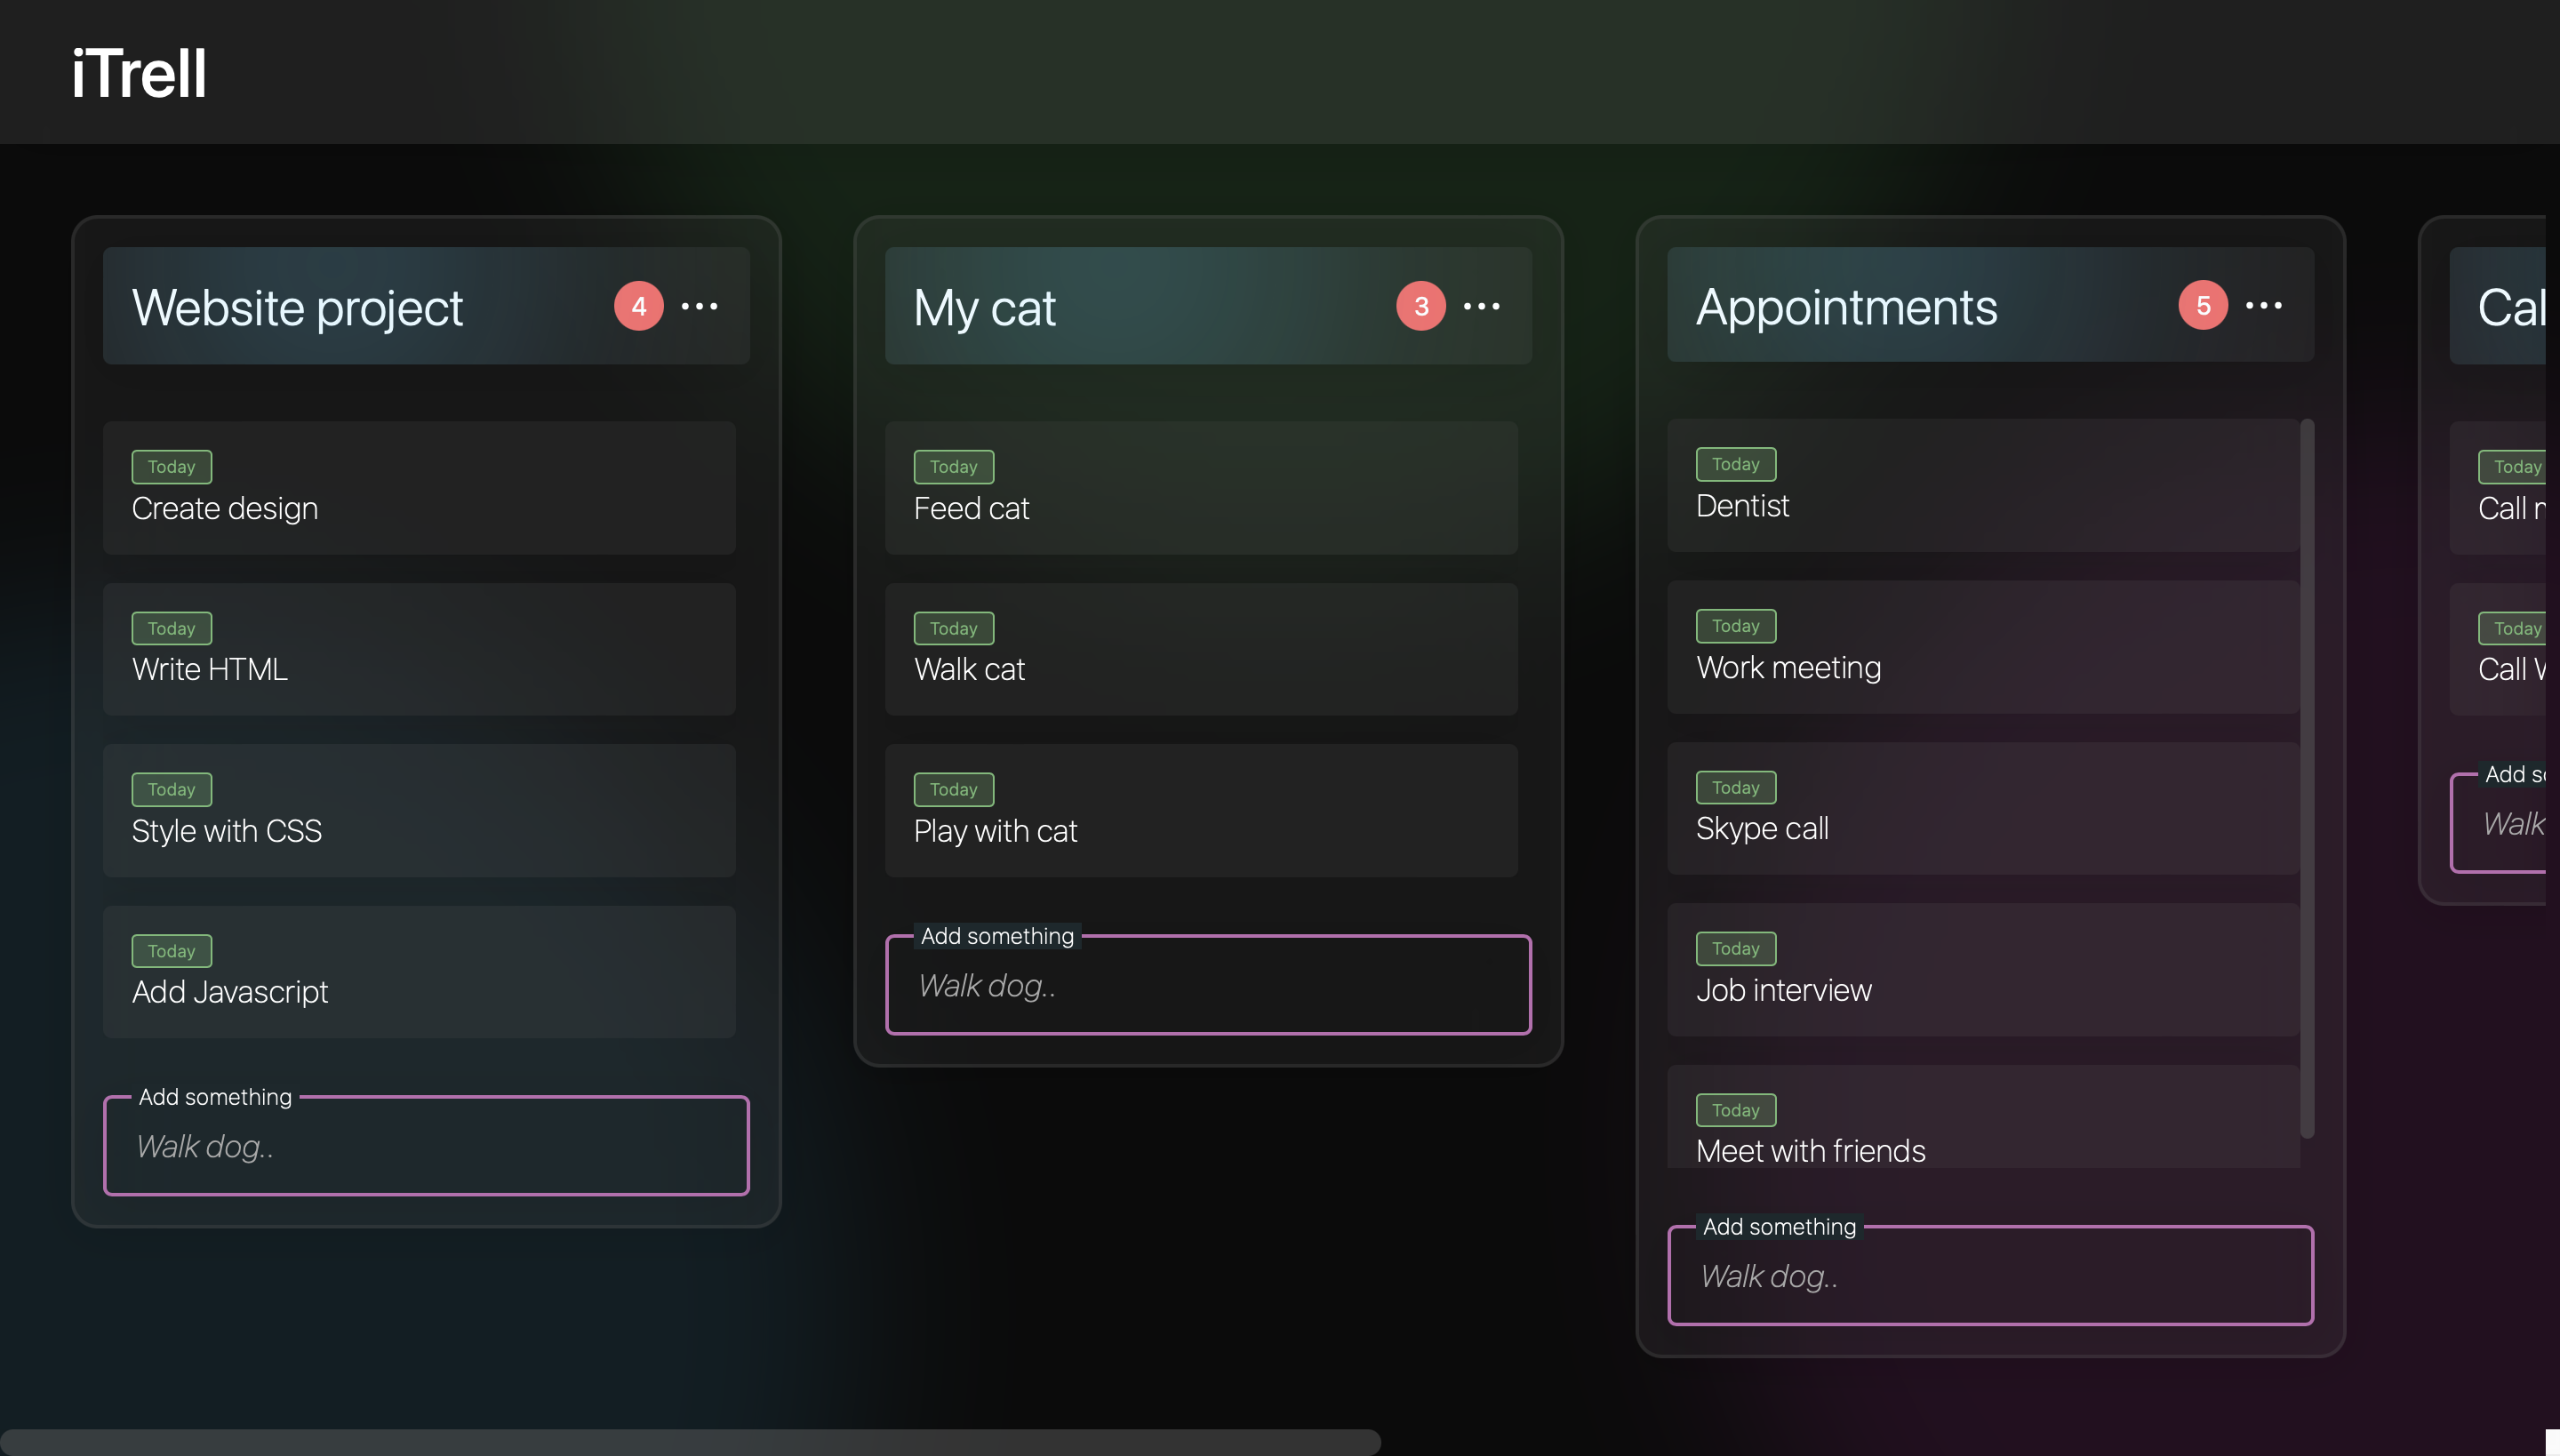 iTrell
Website project 4
Today
Create design
Today
Write HTML
Today
Style with CSS
Today
Add Javascript
Add something
Walk dog..
My cat 3
Today
Feed cat
Today
Walk cat
Today
Play with cat
Add something
Walk dog..
Appointments 5
Today
Dentist
Today
Work meeting
Today
Skype call
Today
Job interview
Today
Meet with friends
Add something
Walk dog..
Today
Call
Today
Call
Add
Walk